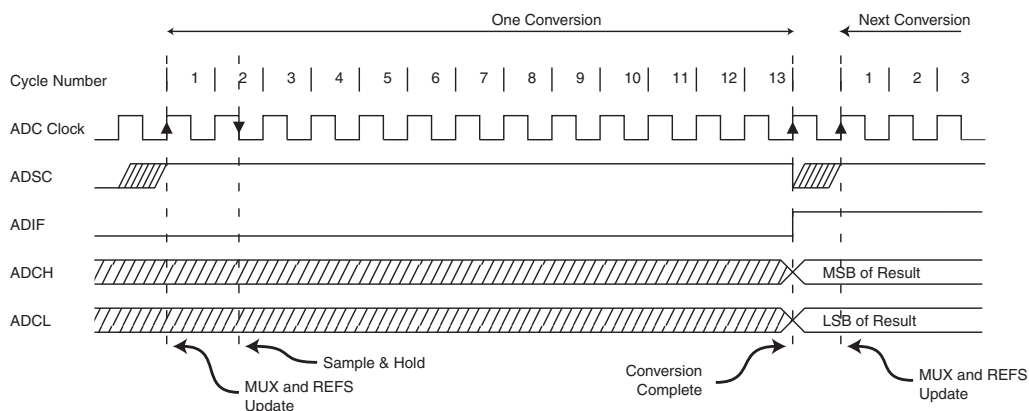 One Conversion
Next Conversion
Cycle Number 1 2 3 4 5 6 7 8 9 10 11 12 13 1 2 3
ADC Clock
ADSC
ADIF
ADCH
MSB of Result
ADCL
LSB of Result
Sample & Hold
MUX and REFS
Update
Conversion
Complete
MUX and REFS
Update